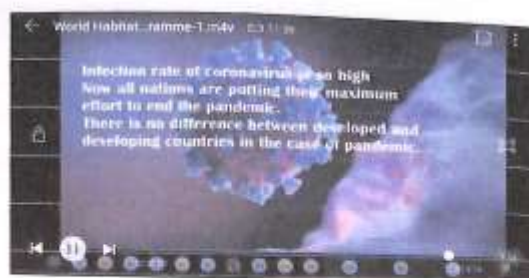 World Habitat...ramme-1.m4v
Infection rate of coronavirus is so high
Now all nations are putting their maximum
effort to end the pandemic.
There is no difference between developed and
developing countries in the case of pandemic.